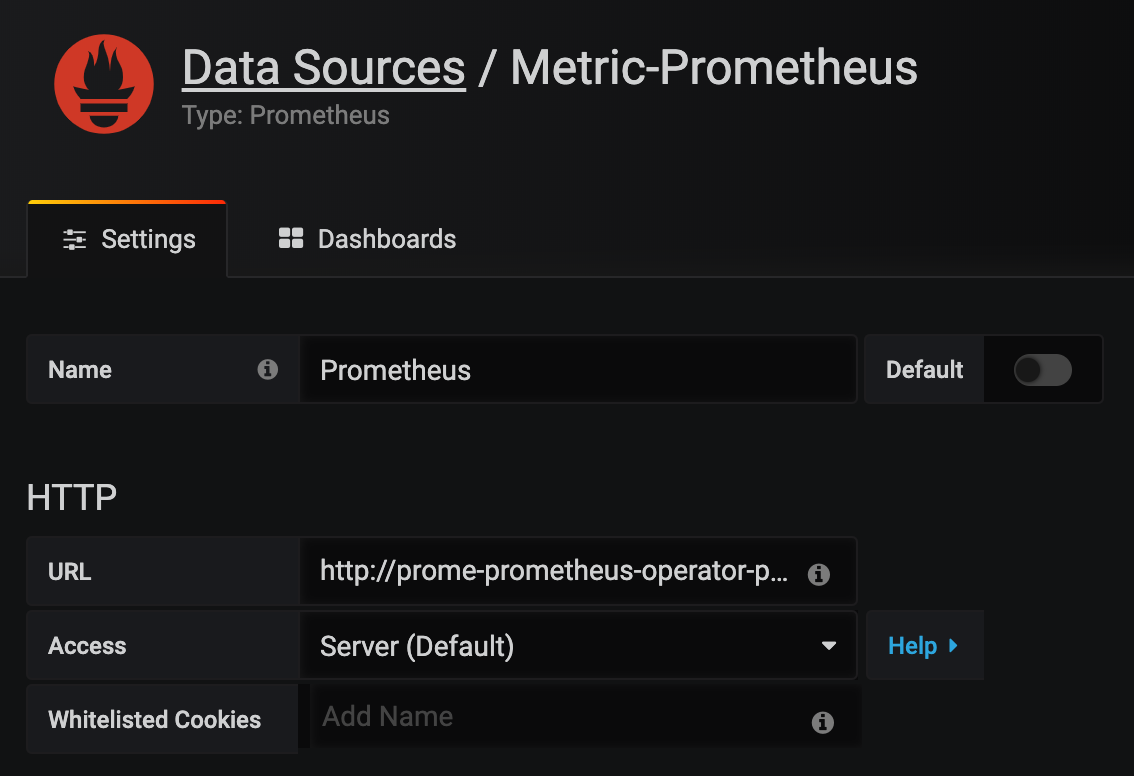 Data Sources / Metric-Prometheus
Type: Prometheus
Settings
Dashboards
Name
Prometheus
Default
HTTP
URL
http://prome-prometheus-operator-p...
Access
Server (Default)
Help
Whitelisted Cookies
Add Name